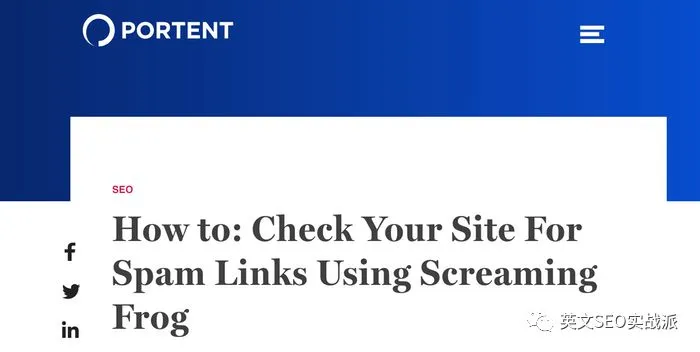 PORTENT
SEO
How to: Check Your Site For
Spam Links Using Screaming
Frog
英文SEO实战派